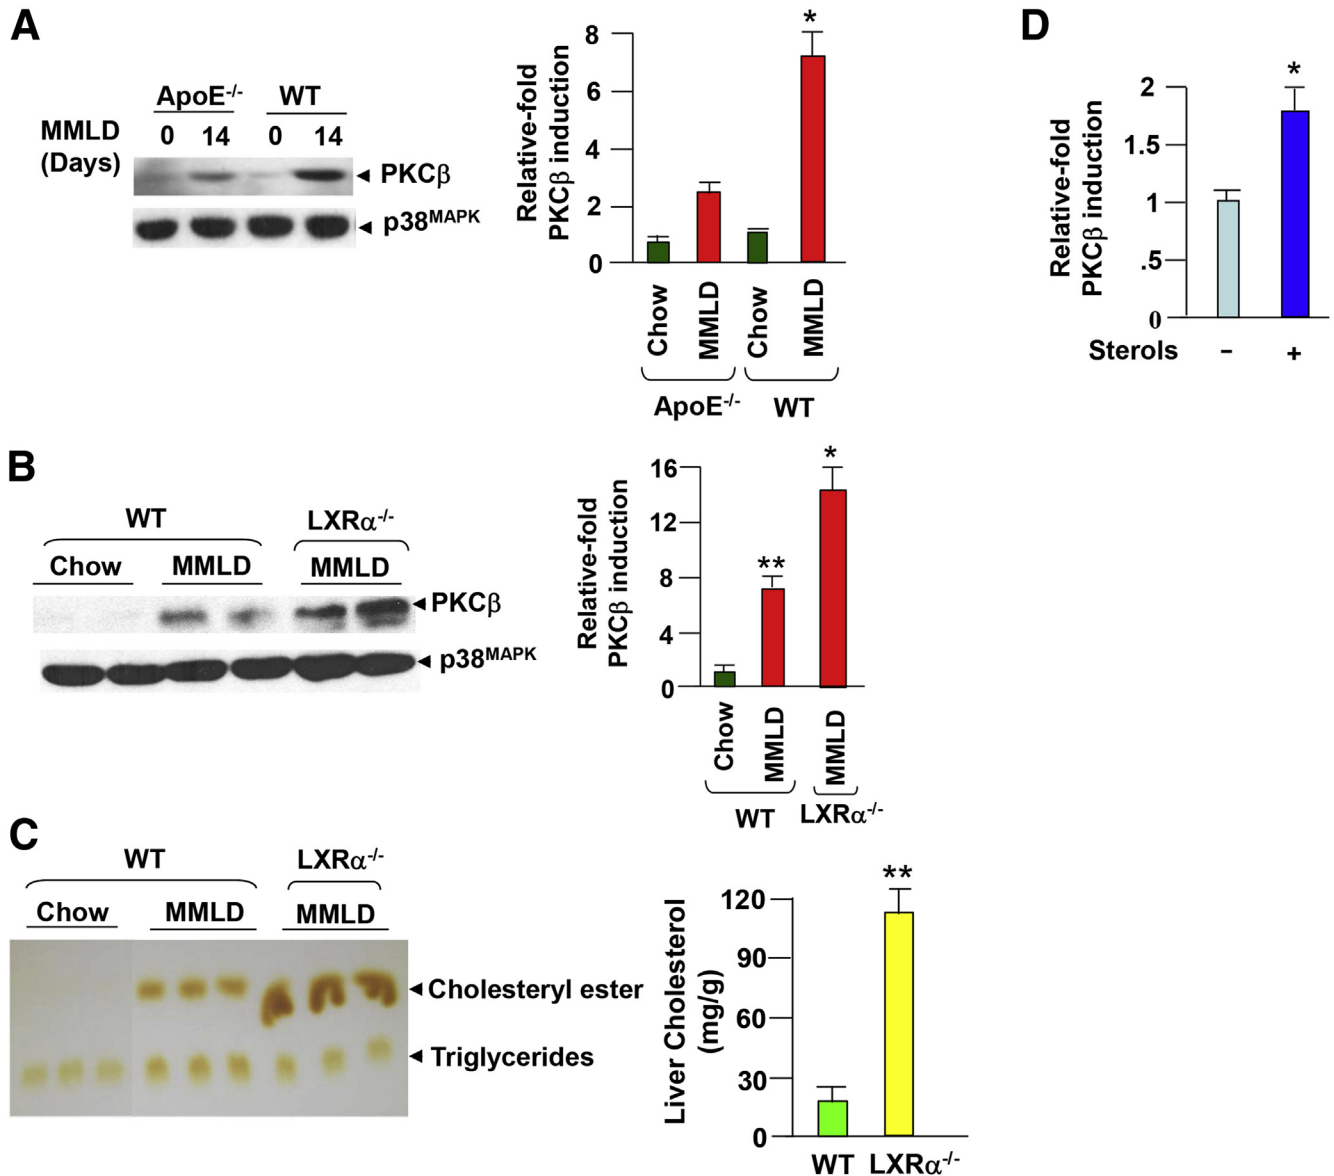 A
ApoE-/- WT
MMLD 0 14 0 14
(Days)
PKCβ
p38MAPK
Relative-fold
PKCβ induction
8
6
4
2
0
*
Chow MMLD Chow MMLD
ApoE-/- WT
D
Relative-fold
PKCβ induction
2
1.5
1
.5
0
*
Sterols - +
B
WT LXRα-/-
Chow MMLD MMLD
PKCβ
p38MAPK
Relative-fold
PKCβ induction
16
12
8
4
0
** *
Chow MMLD MMLD
WT LXRα-/-
C
WT LXRα-/-
Chow MMLD MMLD
Cholesteryl ester
Triglycerides
Liver Cholesterol
(mg/g)
120
90
60
30
0
**
WT LXRα-/-